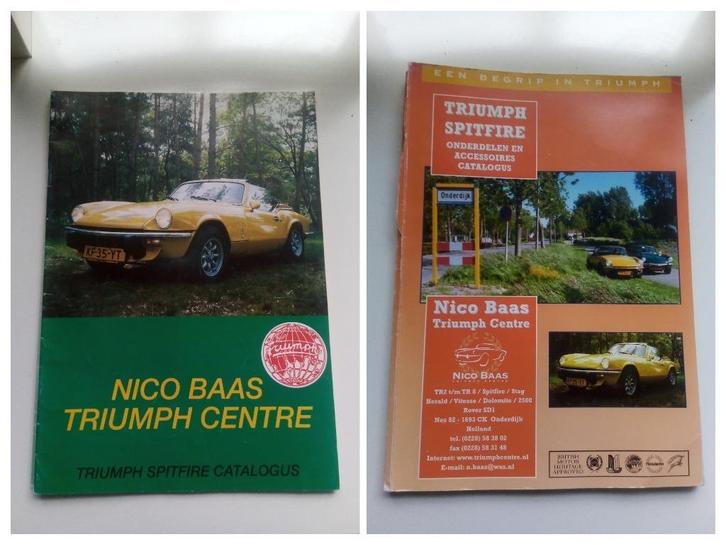 KF-35-YT
Triumph
NICO BAAS
TRIUMPH CENTRE
TRIUMPH SPITFIRE CATALOGUS
EEN BEGRIP IN TRIUMPH
TRIUMPH
SPITFIRE
ONDERDELEN EN
ACCESSOIRES
CATALOGUS
Onderdijk
Nico Baas
Triumph Centre
NICO BAAS
TRIUMPH CENTRE
TR2 t/m TR 8 / Spitfire / Stag
Herald / Vitesse / Dolomite / 2500
Rover SD1
Nes 82 - 1693 CK Onderdijk
Holland
tel. (0228) 58 38 02
fax (0228) 58 31 48
Internet: www.triumphcentre.nl
E-mail: n.baas@wxs.nl
BRITISH
MOTOR
HERITAGE
APPROVED